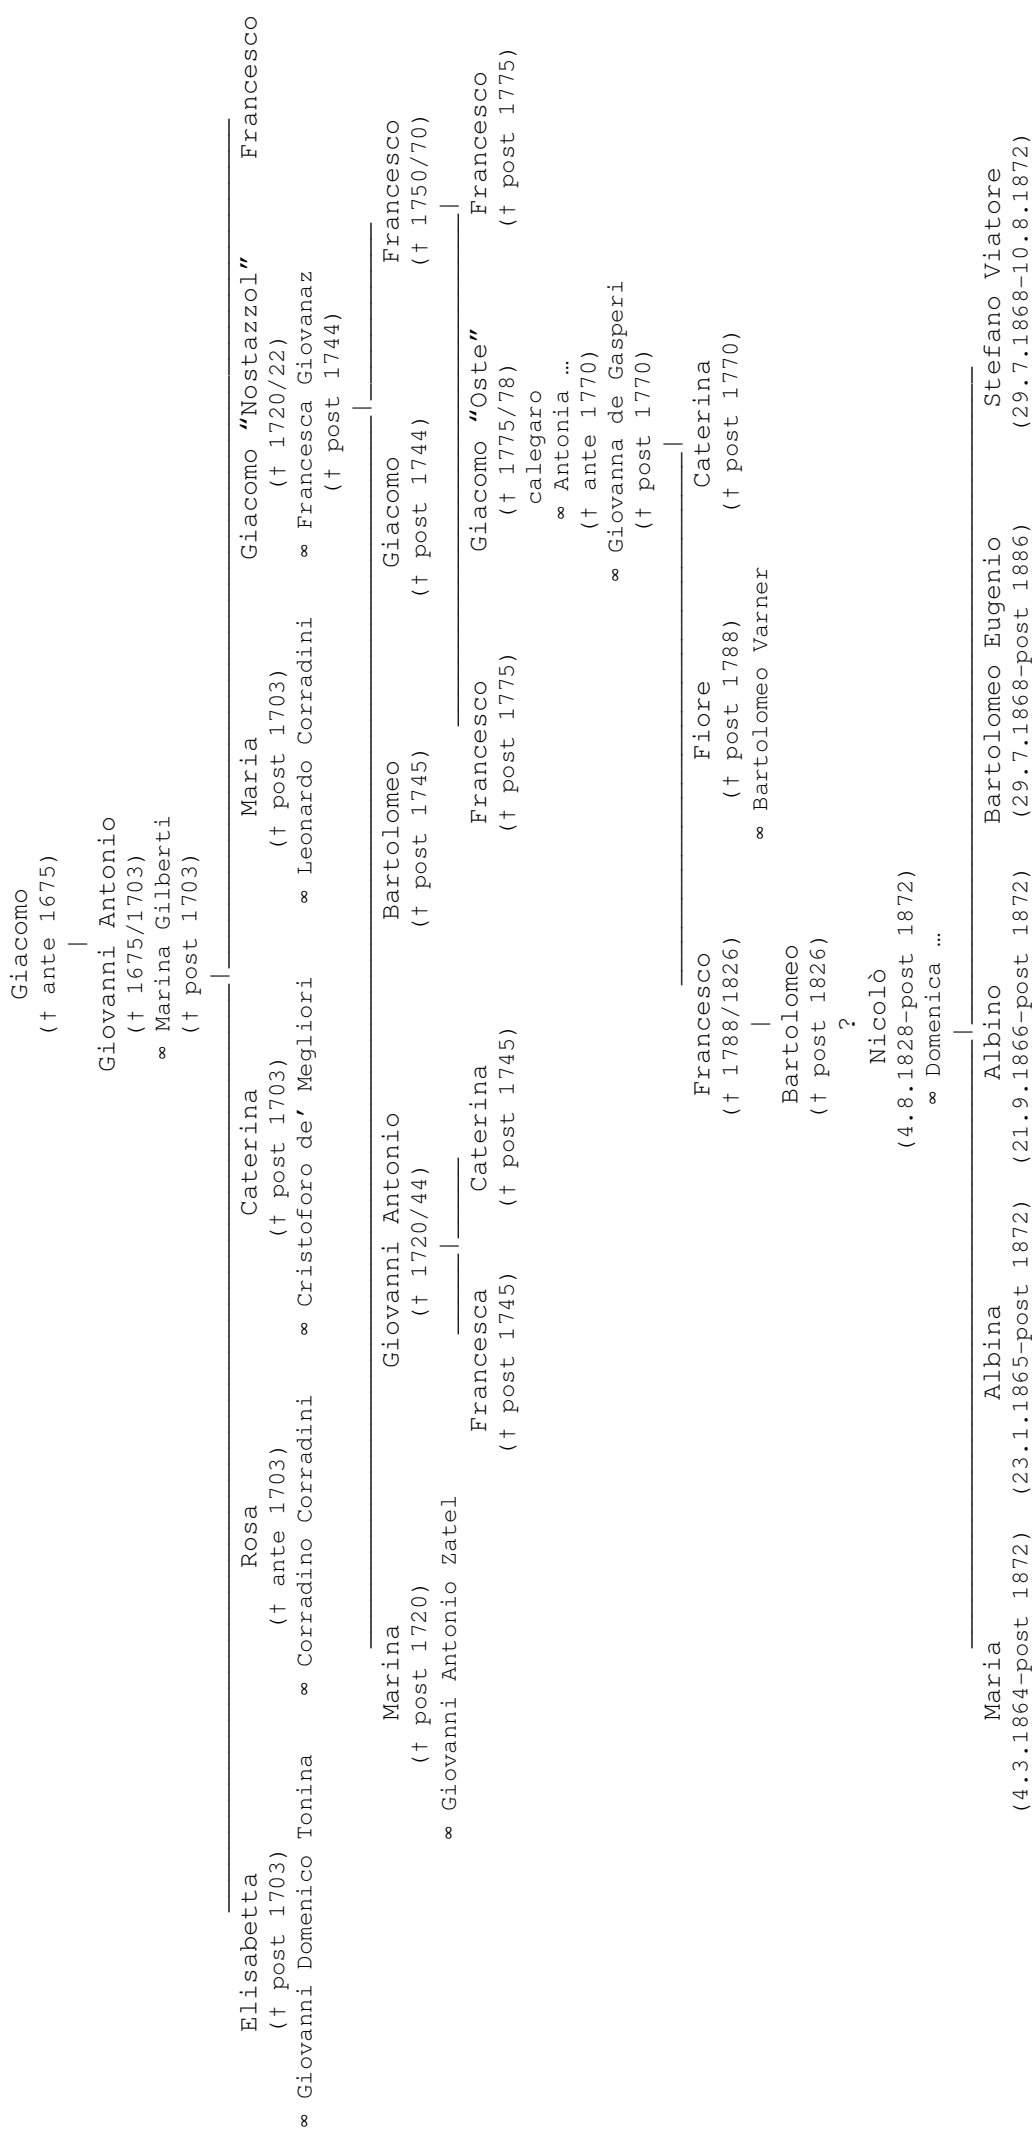 Giacomo
(† ante 1675)
Giovanni Antonio
(† 1675/1703)
∞ Marina Gilberti
(† post 1703)
Elisabetta
(† post 1703)
∞ Giovanni Domenico Tonina
Rosa
(† ante 1703)
∞ Corradino Corradini
Caterina
(† post 1703)
∞ Cristoforo de’ Megliori
Maria
(† post 1703)
∞ Leonardo Corradini
Giacomo “Nostazzol”
(† 1720/22)
∞ Francesca Giovanaz
(† post 1744)
Francesco
Marina
(† post 1720)
∞ Giovanni Antonio Zatel
Giovanni Antonio
(† 1720/44)
Bartolomeo
(† post 1745)
Giacomo
(† post 1744)
Francesco
(† 1750/70)
Francesca
(† post 1745)
Caterina
(† post 1745)
Francesco
(† post 1775)
Giacomo “Oste”
(† 1775/78)
calegaro
∞ Antonia …
(† ante 1770)
∞ Giovanna de Gasperi
(† post 1770)
Francesco
(† post 1775)
Francesco
(† 1788/1826)
Fiore
(† post 1788)
∞ Bartolomeo Varner
Caterina
(† post 1770)
Bartolomeo
(† post 1826)
?
Nicolò
(4.8.1828-post 1872)
∞ Domenica …
Maria
(4.3.1864-post 1872)
Albina
(23.1.1865-post 1872)
Albino
(21.9.1866-post 1872)
Bartolomeo Eugenio
(29.7.1868-post 1886)
Stefano Viatore
(29.7.1868-10.8.1872)